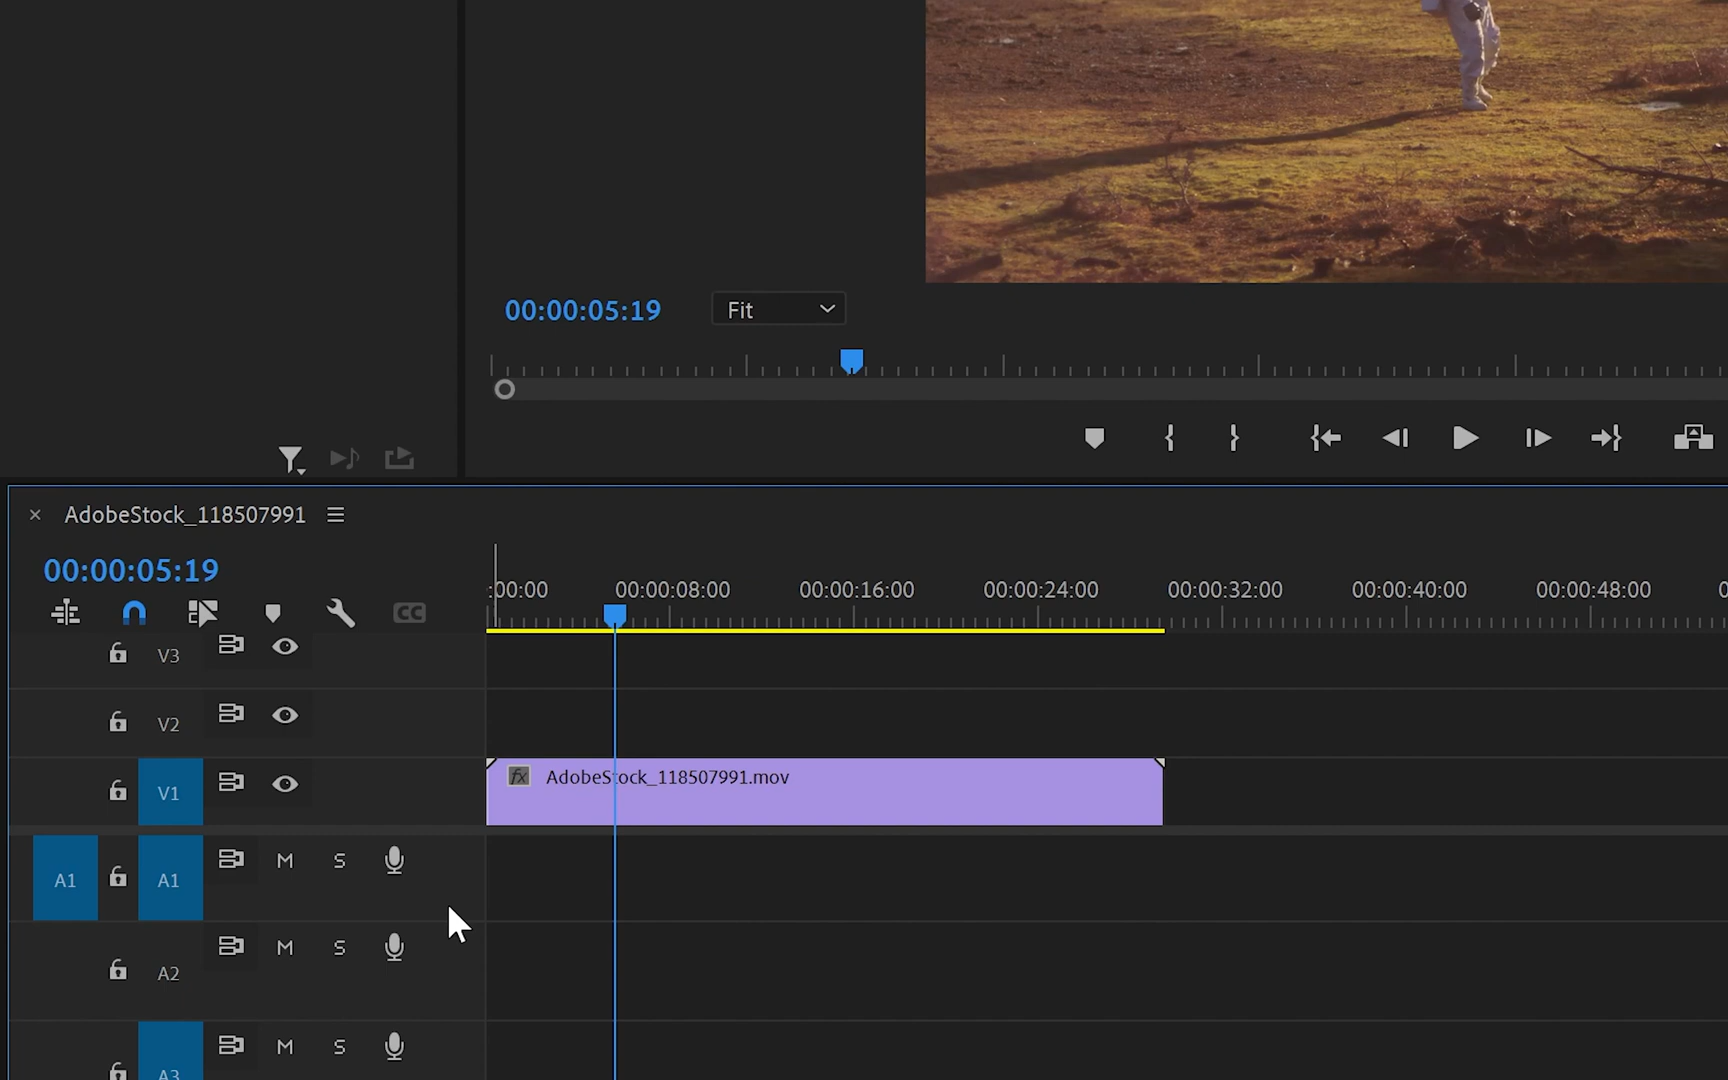 00:00:05:19
Fit
AdobeStock_118507991
00:00:05:19
:00:00
00:00:08:00
00:00:16:00
00:00:24:00
00:00:32:00
00:00:40:00
00:00:48:00
CC
V3
V2
V1
fx AdobeStock_118507991.mov
A1 A1 M S
A2 M S
A3 M S